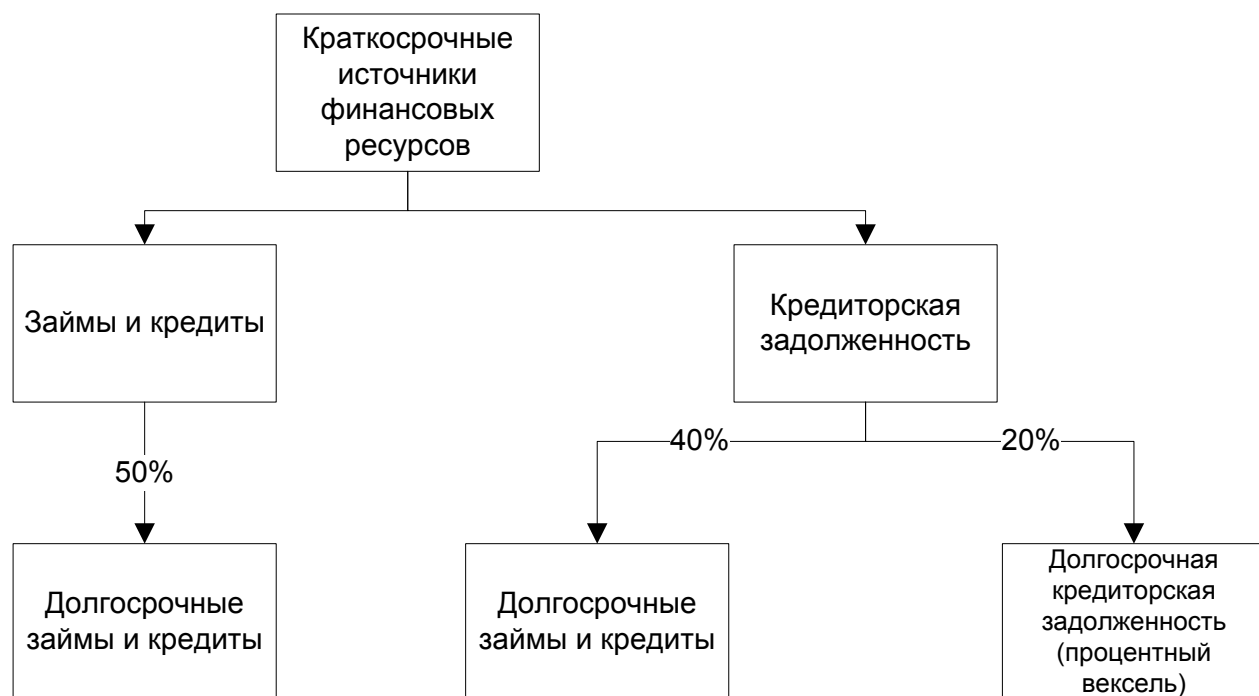 Краткосрочные
источники
финансовых
ресурсов
Займы и кредиты
Кредиторская
задолженность
50%
40%
20%
Долгосрочные
займы и кредиты
Долгосрочные
займы и кредиты
Долгосрочная
кредиторская
задолженность
(процентный
вексель)